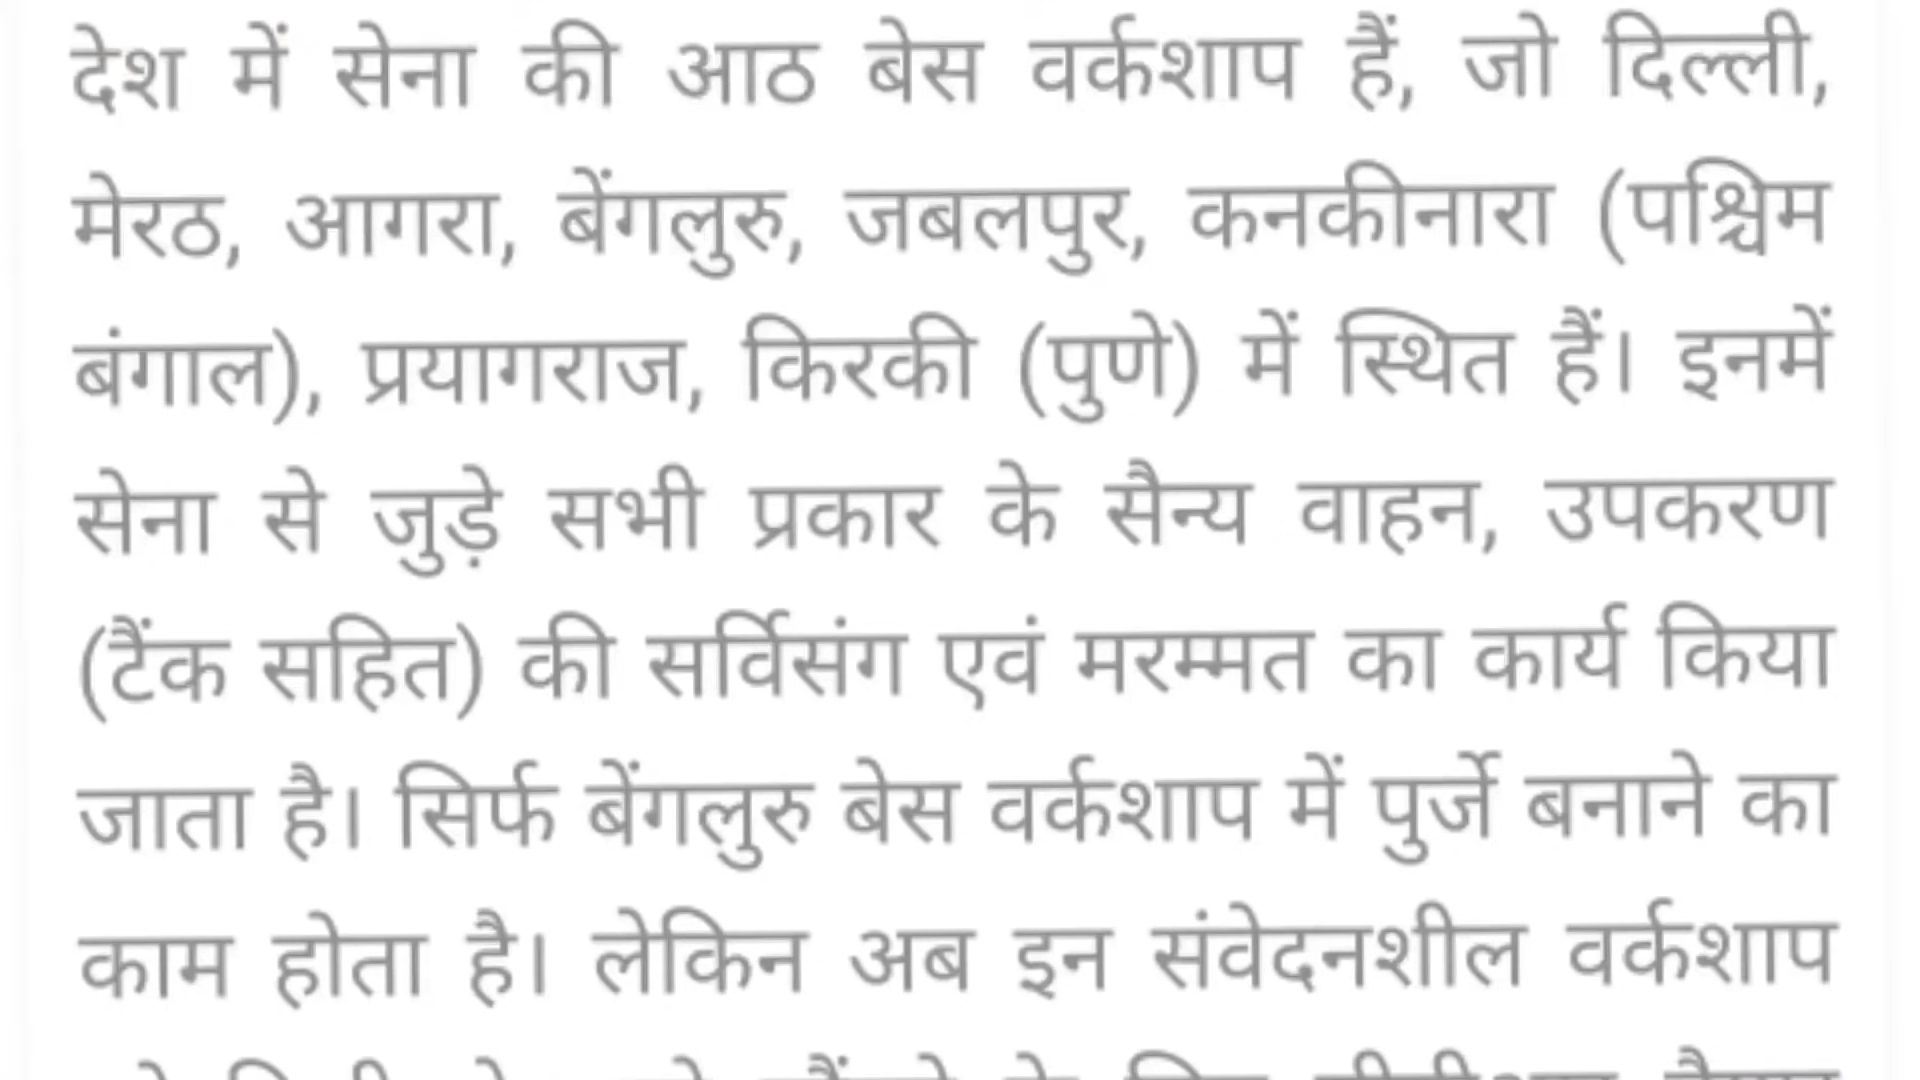 देश में सेना की आठ बेस वर्कशाप हैं, जो दिल्ली,
मेरठ, आगरा, बेंगलुरु, जबलपुर, कनकीनारा (पश्चिम
बंगाल), प्रयागराज, किरकी (पुणे) में स्थित हैं। इनमें
सेना से जुड़े सभी प्रकार के सैन्य वाहन, उपकरण
(टैंक सहित) की सर्विसंग एवं मरम्मत का कार्य किया
जाता है। सिर्फ बेंगलुरु बेस वर्कशाप में पुर्जे बनाने का
काम होता है। लेकिन अब इन संवेदनशील वर्कशाप